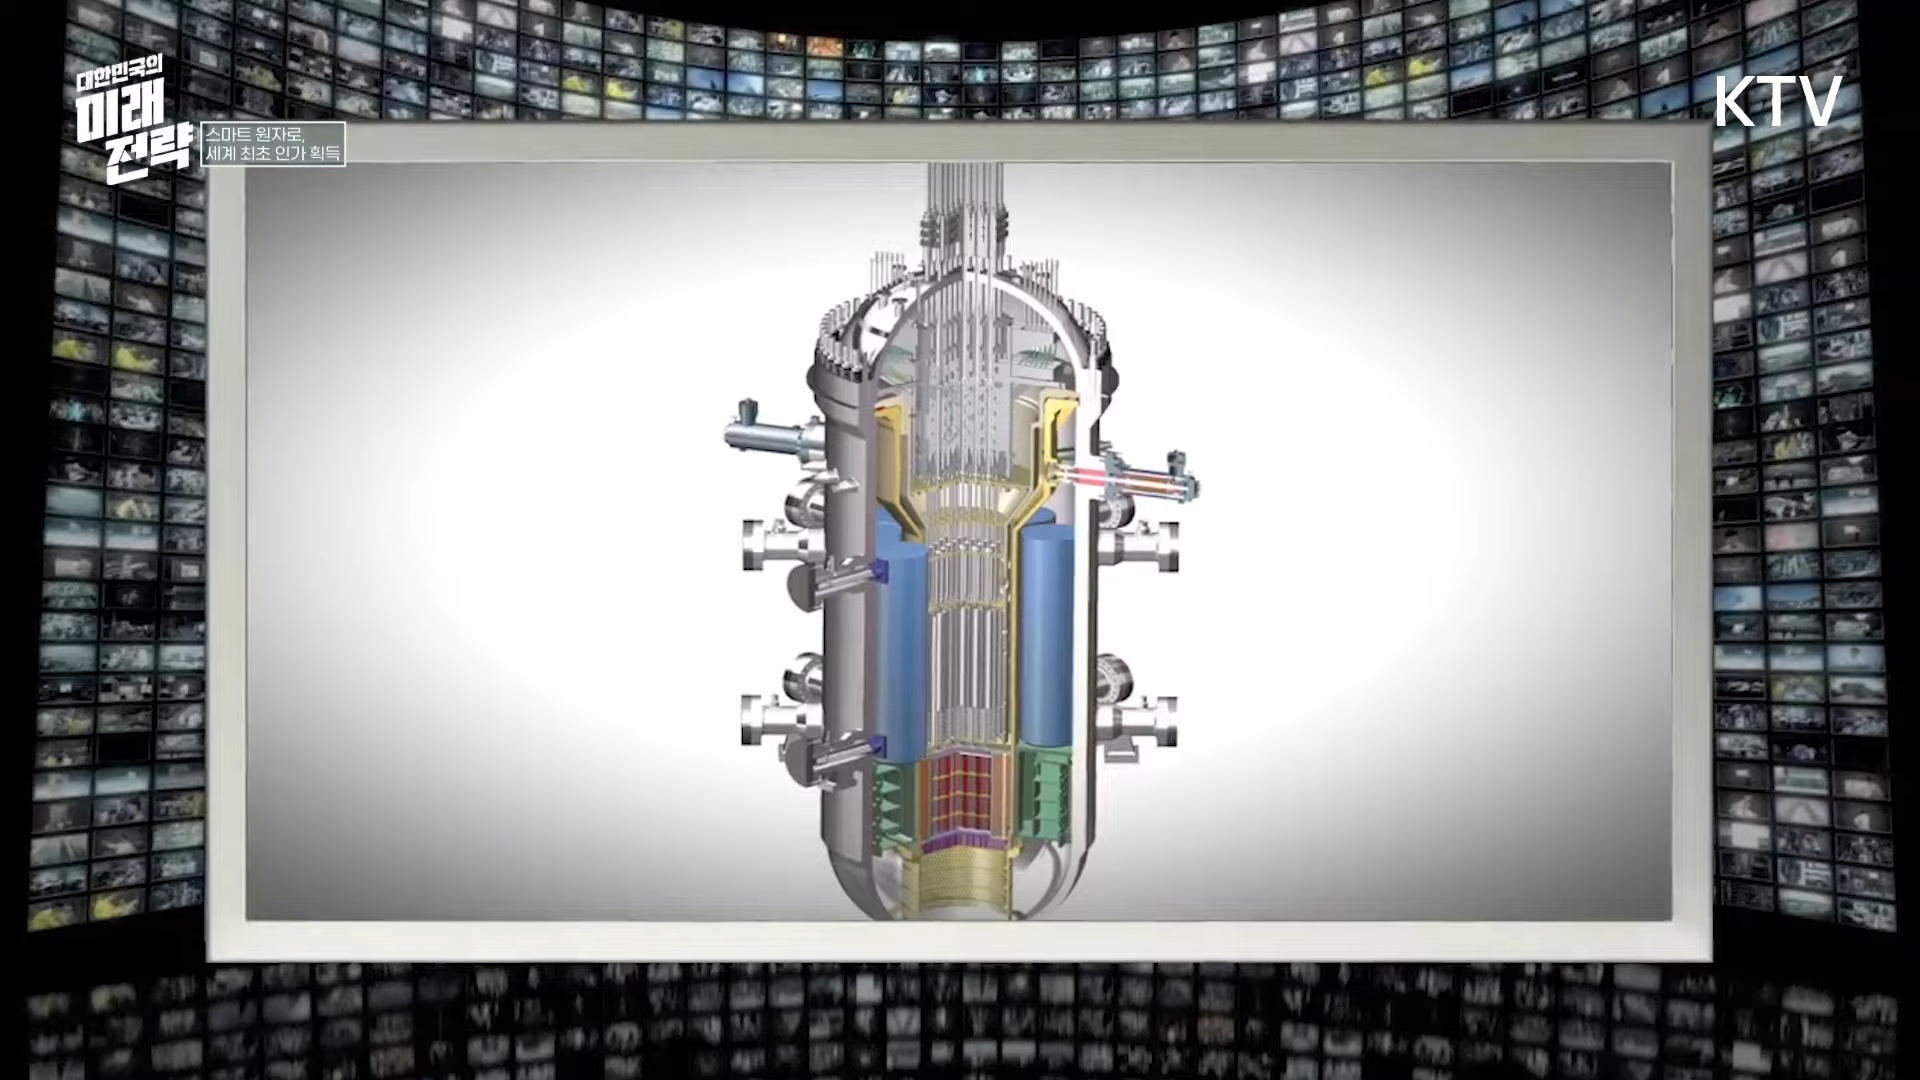 대한민국의
미래
전략
스마트 원자로,
세계 최초 인가 획득
KTV